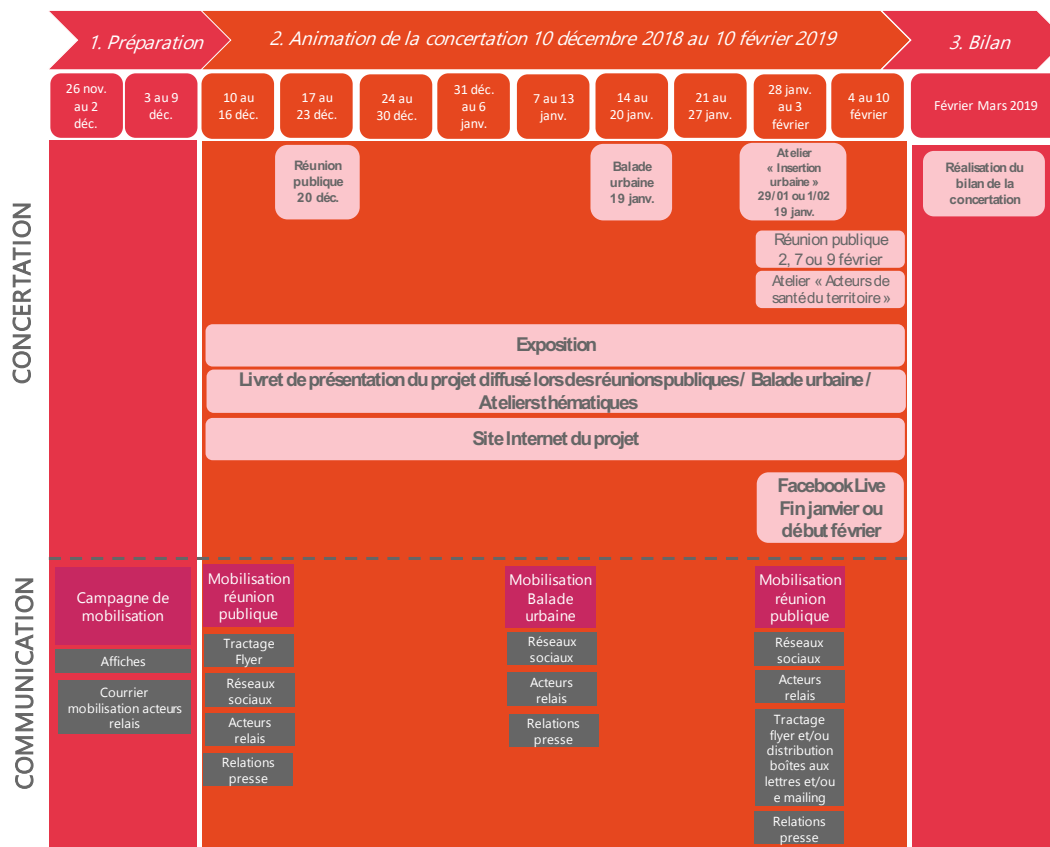 1. Préparation
2. Animation de la concertation 10 décembre 2018 au 10 février 2019
3. Bilan
26 nov.
au 2
déc.
3 au 9
déc.
10 au
16 déc.
17 au
23 déc.
24 au
30 déc.
31 déc.
au 6
janv.
7 au 13
janv.
14 au
20 janv.
21 au
27 janv.
28 janv.
au 3
février
4 au 10
février
Février Mars 2019
CONCERTATION
Réunion
publique
20 déc.
Balade
urbaine
19 janv.
Atelier
« Insertion
urbaine »
29/01 ou 1/02
19 janv.
Réalisation du
bilan de la
concertation
Réunion publique
2, 7 ou 9 février
Atelier « Acteurs de
santé du territoire »
Exposition
Livret de présentation du projet diffusé lors des réunions publiques / Balade urbaine /
Ateliers thématiques
Site Internet du projet
Facebook Live
Fin janvier ou
début février
COMMUNICATION
Campagne de
mobilisation
Affiches
Courrier
mobilisation acteurs
relais
Mobilisation
réunion
publique
Tractage
Flyer
Réseaux
sociaux
Acteurs
relais
Relations
presse
Mobilisation
Balade
urbaine
Réseaux
sociaux
Acteurs
relais
Relations
presse
Mobilisation
réunion
publique
Réseaux
sociaux
Acteurs
relais
Tractage
flyer et/ou
distribution
boîtes aux
lettres et/ou
e mailing
Relations
presse